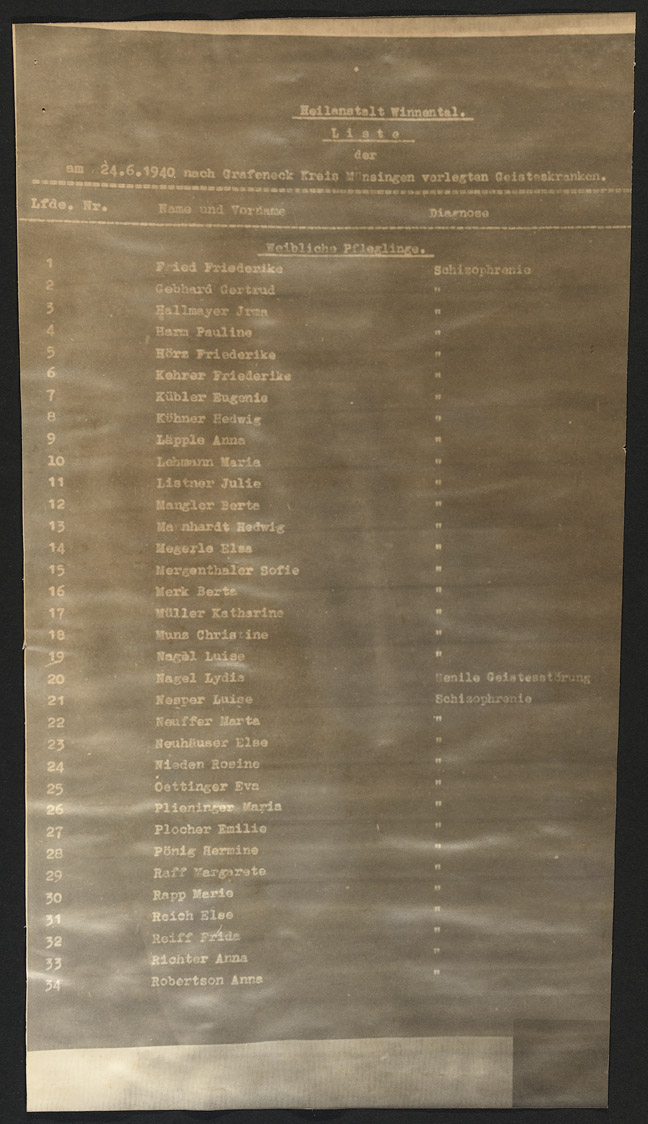 Heilanstalt Winnental.
Liste
der
am 24.6.1940 nach Grafeneck Kreis Münsingen verlegten Geisteskranken.
Lfde. Nr. Name und Vorname Diagnose
Weibliche Pfleglinge.
1 Fried Friederike Schizophrenie
2 Gebhard Gertrud "
3 Hallmayer Irma "
4 Harm Pauline "
5 Hörz Friederike "
6 Kehrer Friederike "
7 Kübler Eugenie "
8 Kühner Hedwig "
9 Läpple Anna "
10 Lehmann Maria "
11 Listner Julie "
12 Mangler Berta "
13 Mannhardt Hedwig "
14 Megerle Elsa "
15 Mergenthaler Sofie "
16 Merk Berta "
17 Müller Katharine "
18 Munz Christine "
19 Nagel Luise "
20 Nagel Lydia Senile Geistesstörung
21 Nesper Luise Schizophrenie
22 Neuffer Marta "
23 Neuhäuser Else "
24 Nieden Rosine "
25 Oettinger Eva "
26 Plieninger Maria "
27 Plocher Emilie "
28 Pönig Hermine "
29 Raff Margarete "
30 Rapp Marie "
31 Reich Else "
32 Reiff Frida "
33 Richter Anna "
34 Robertson Anna